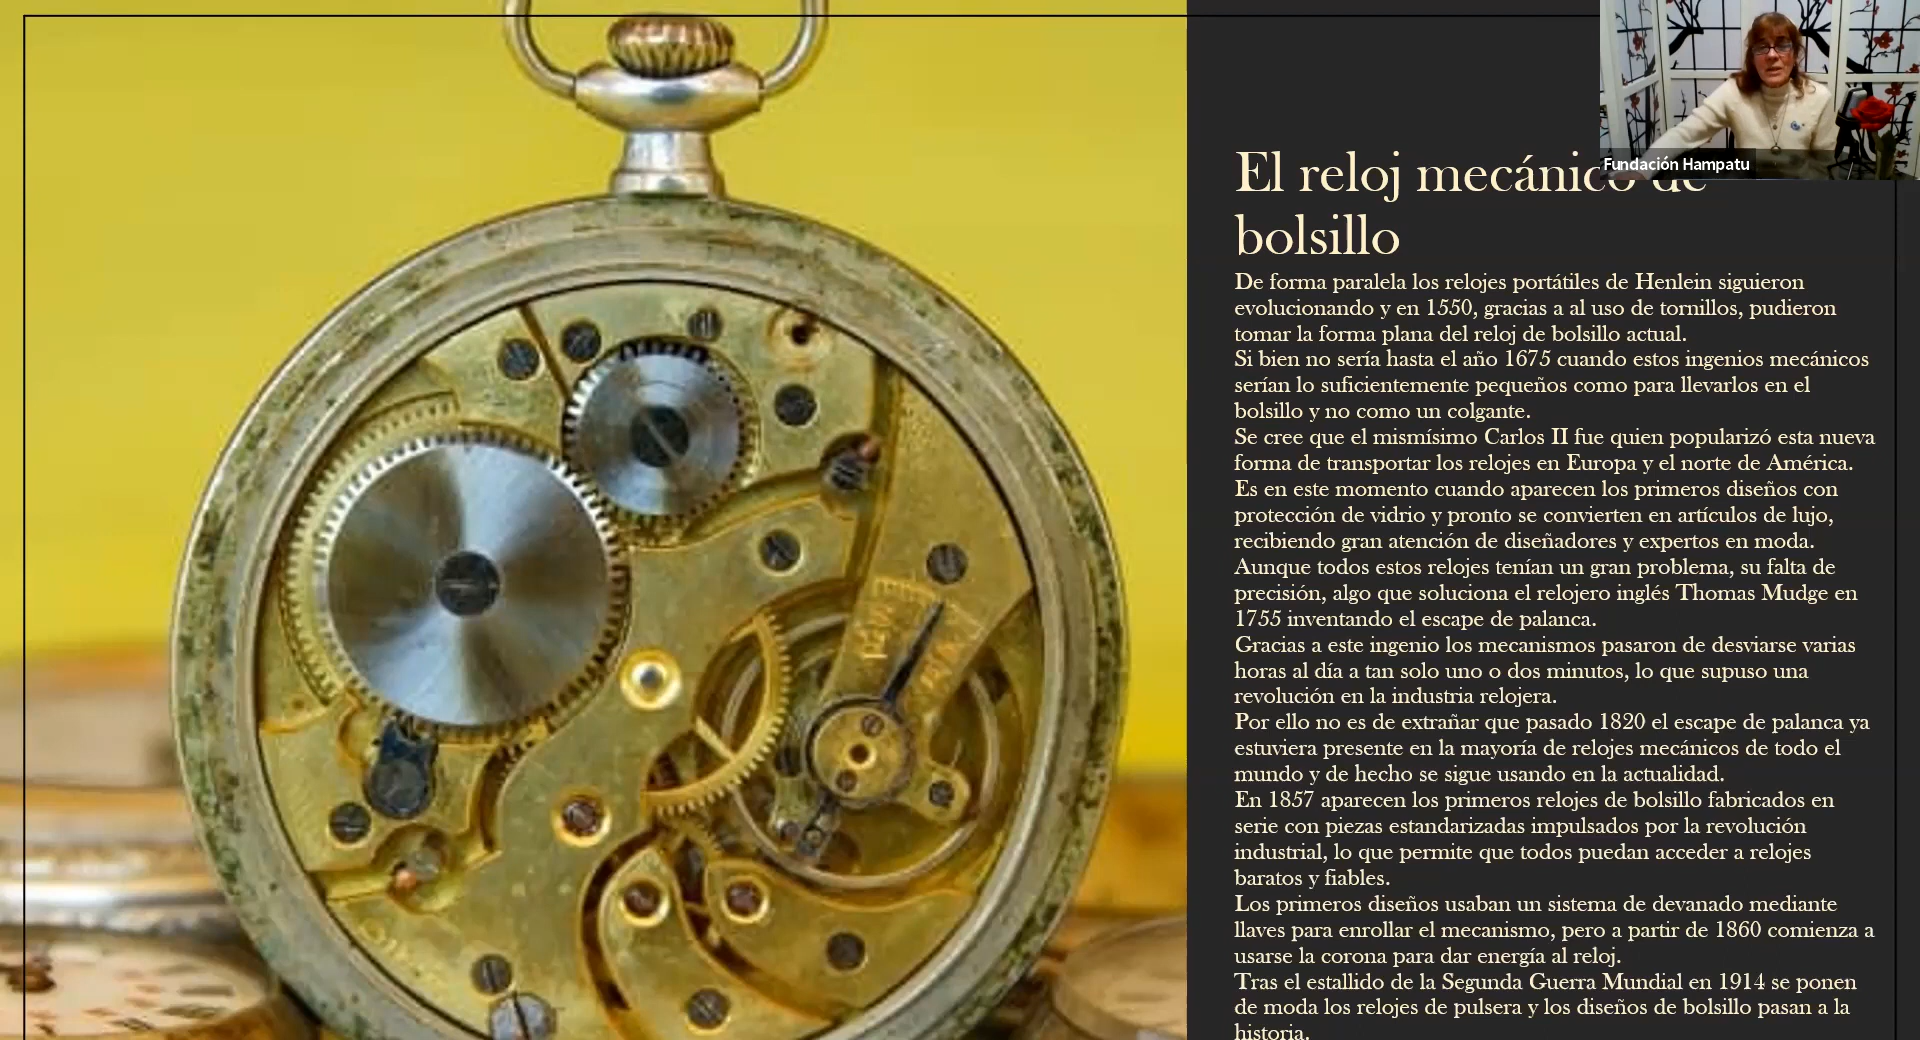 El reloj mecánico de
bolsillo
De forma paralela los relojes portátiles de Henlein siguieron
evolucionando y en 1550, gracias a al uso de tornillos, pudieron
tomar la forma plana del reloj de bolsillo actual.
Si bien no sería hasta el año 1675 cuando estos ingenios mecánicos
serían lo suficientemente pequeños como para llevarlos en el
bolsillo y no como un colgante.
Se cree que el mismísimo Carlos II fue quien popularizó esta nueva
forma de transportar los relojes en Europa y el norte de América.
Es en este momento cuando aparecen los primeros diseños con
protección de vidrio y pronto se convierten en artículos de lujo,
recibiendo gran atención de diseñadores y expertos en moda.
Aunque todos estos relojes tenían un gran problema, su falta de
precisión, algo que soluciona el relojero inglés Thomas Mudge en
1755 inventando el escape de palanca.
Gracias a este ingenio los mecanismos pasaron de desviarse varias
horas al día a tan solo uno o dos minutos, lo que supuso una
revolución en la industria relojera.
Por ello no es de extrañar que pasado 1820 el escape de palanca ya
estuviera presente en la mayoría de relojes mecánicos de todo el
mundo y de hecho se sigue usando en la actualidad.
En 1857 aparecen los primeros relojes de bolsillo fabricados en
serie con piezas estandarizadas impulsados por la revolución
industrial, lo que permite que todos puedan acceder a relojes
baratos y fiables.
Los primeros diseños usaban un sistema de devanado mediante
llaves para enrollar el mecanismo, pero a partir de 1860 comienza a
usarse la corona para dar energía al reloj.
Tras el estallido de la Segunda Guerra Mundial en 1914 se ponen
de moda los relojes de pulsera y los diseños de bolsillo pasan a la
historia.
Fundación Hampatu